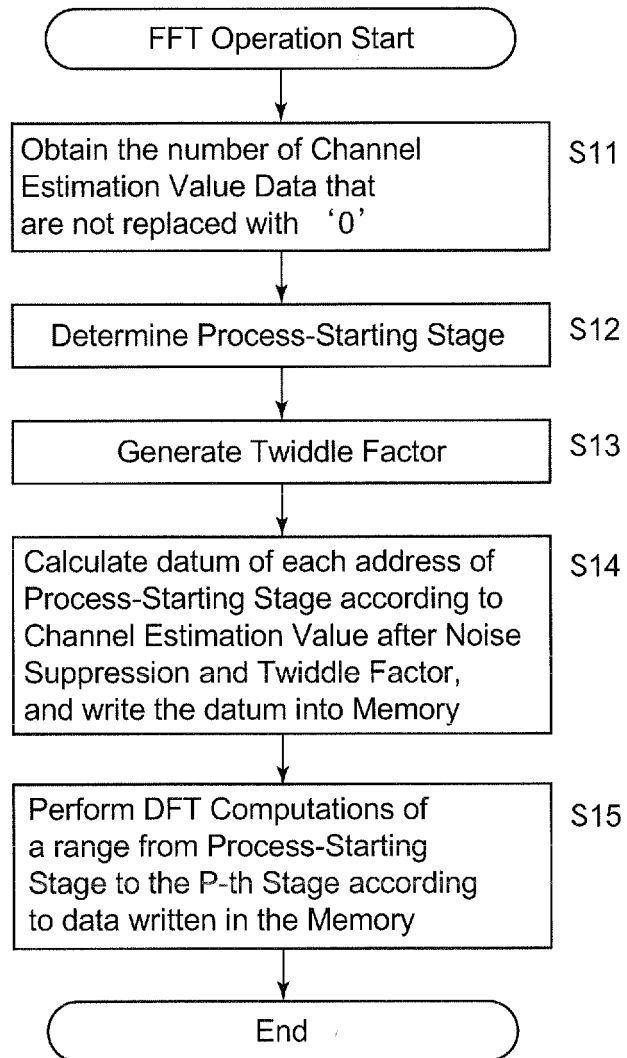 FFT Operation Start
Obtain the number of Channel
Estimation Value Data that
are not replaced with ‘0’
S11
Determine Process-Starting Stage
S12
Generate Twiddle Factor
S13
Calculate datum of each address of
Process-Starting Stage according to
Channel Estimation Value after Noise
Suppression and Twiddle Factor,
and write the datum into Memory
S14
Perform DFT Computations of
a range from Process-Starting
Stage to the P-th Stage according
to data written in the Memory
S15
End